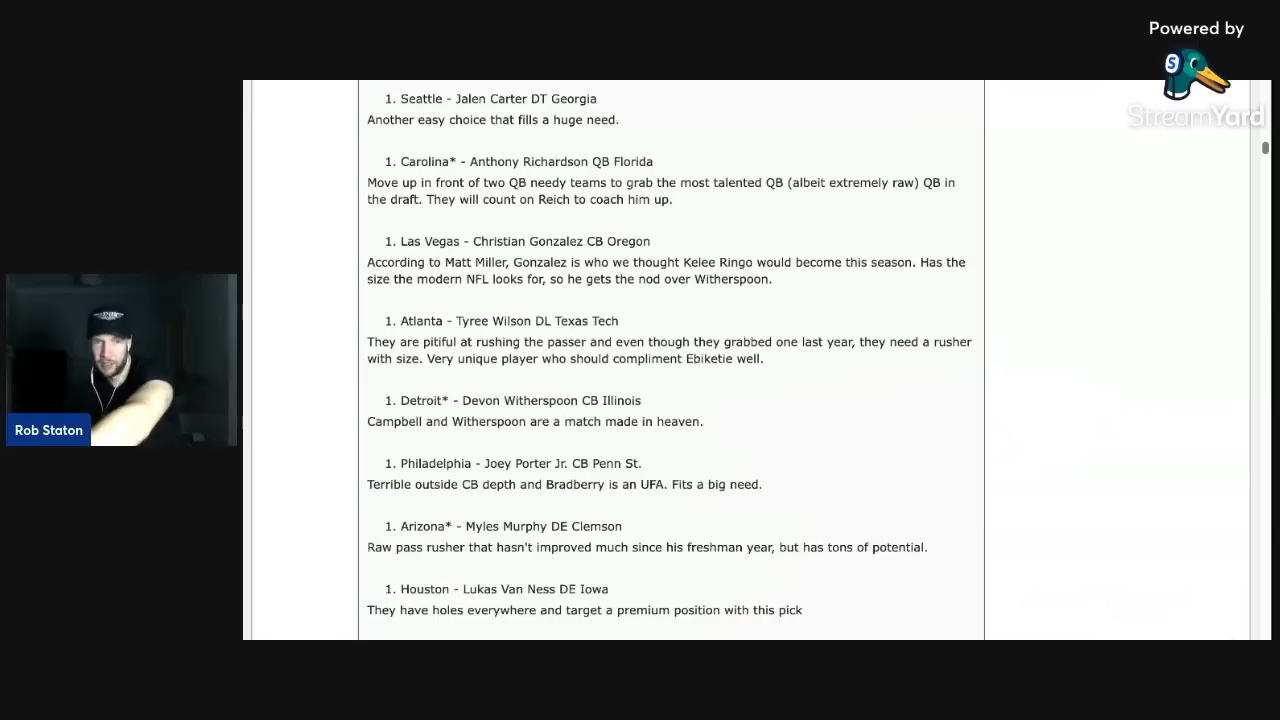 Powered by
S
StreamYard
1. Seattle - Jalen Carter DT Georgia
Another easy choice that fills a huge need.
1. Carolina* - Anthony Richardson QB Florida
Move up in front of two QB needy teams to grab the most talented QB (albeit extremely raw) QB in
the draft. They will count on Reich to coach him up.
1. Las Vegas - Christian Gonzalez CB Oregon
According to Matt Miller, Gonzalez is who we thought Kelee Ringo would become this season. Has the
size the modern NFL looks for, so he gets the nod over Witherspoon.
1. Atlanta - Tyree Wilson DL Texas Tech
They are pitiful at rushing the passer and even though they grabbed one last year, they need a rusher
with size. Very unique player who should compliment Ebiketie well.
1. Detroit* - Devon Witherspoon CB Illinois
Campbell and Witherspoon are a match made in heaven.
1. Philadelphia - Joey Porter Jr. CB Penn St.
Terrible outside CB depth and Bradberry is an UFA. Fits a big need.
1. Arizona* - Myles Murphy DE Clemson
Raw pass rusher that hasn't improved much since his freshman year, but has tons of potential.
1. Houston - Lukas Van Ness DE Iowa
They have holes everywhere and target a premium position with this pick
Rob Staton